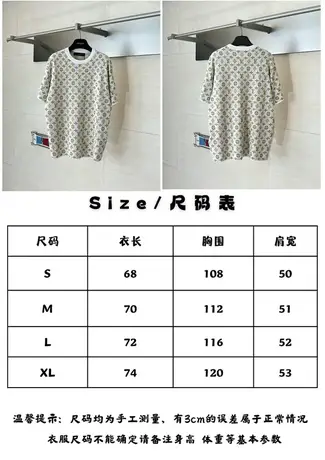 Size/尺码表
尺码 衣长 胸围 肩宽
S 68 108 50
M 70 112 51
L 72 116 52
XL 74 120 53
温馨提示：尺码均为手工测量、有3cm的误差属于正常情况
衣服尺码不能确定请备注身高 体重等基本参数